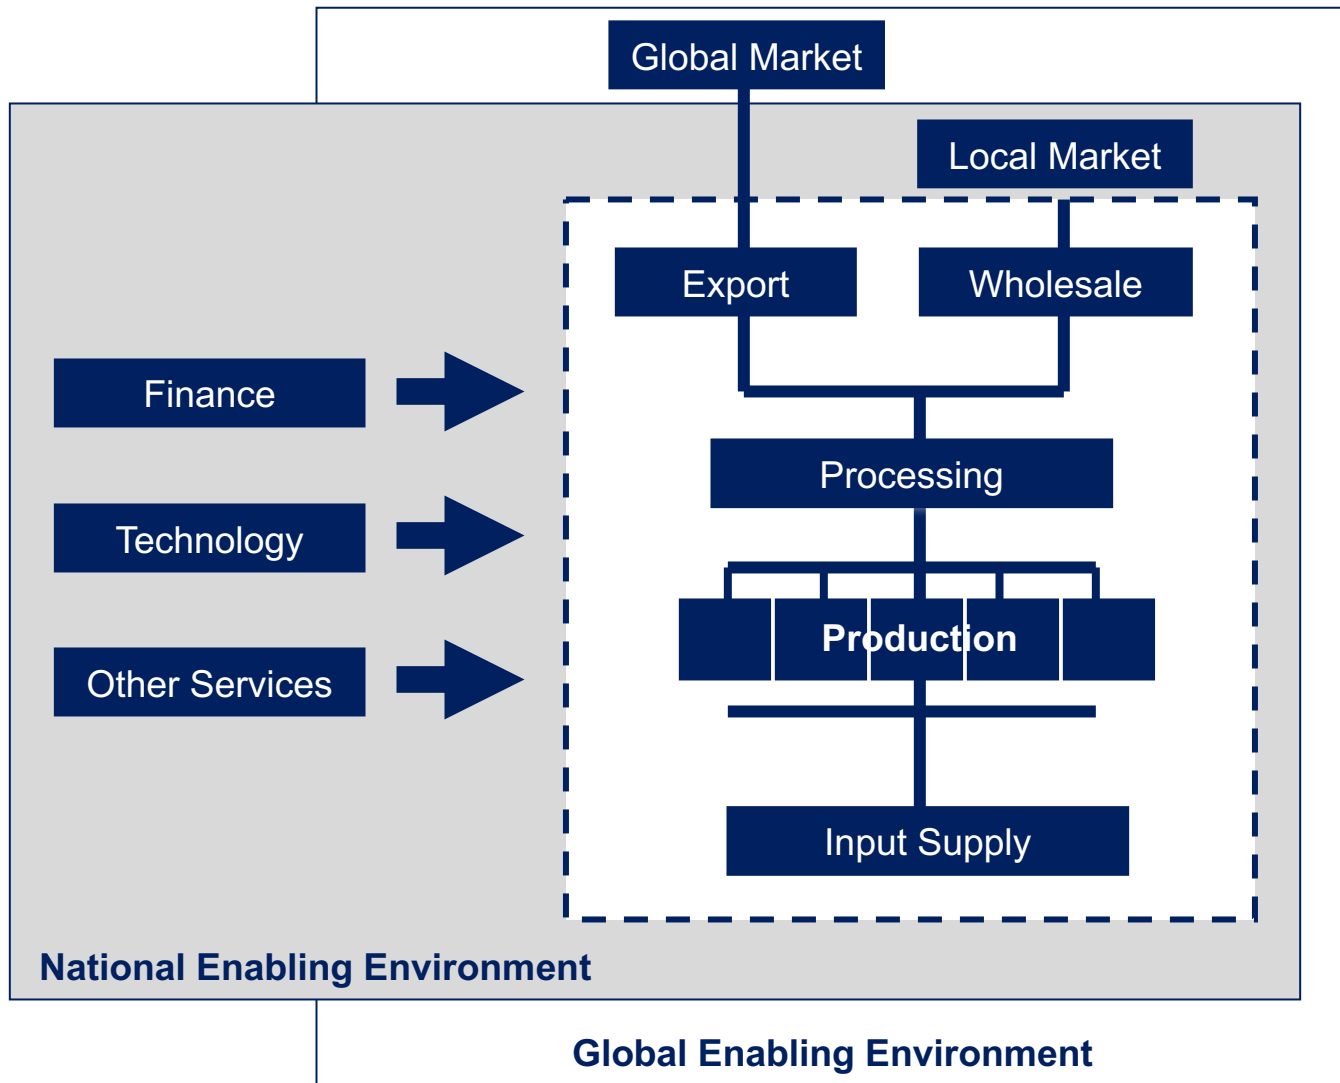 Global Market
Local Market
Export
Wholesale
Finance
Processing
Technology
Production
Other Services
Input Supply
National Enabling Environment
Global Enabling Environment